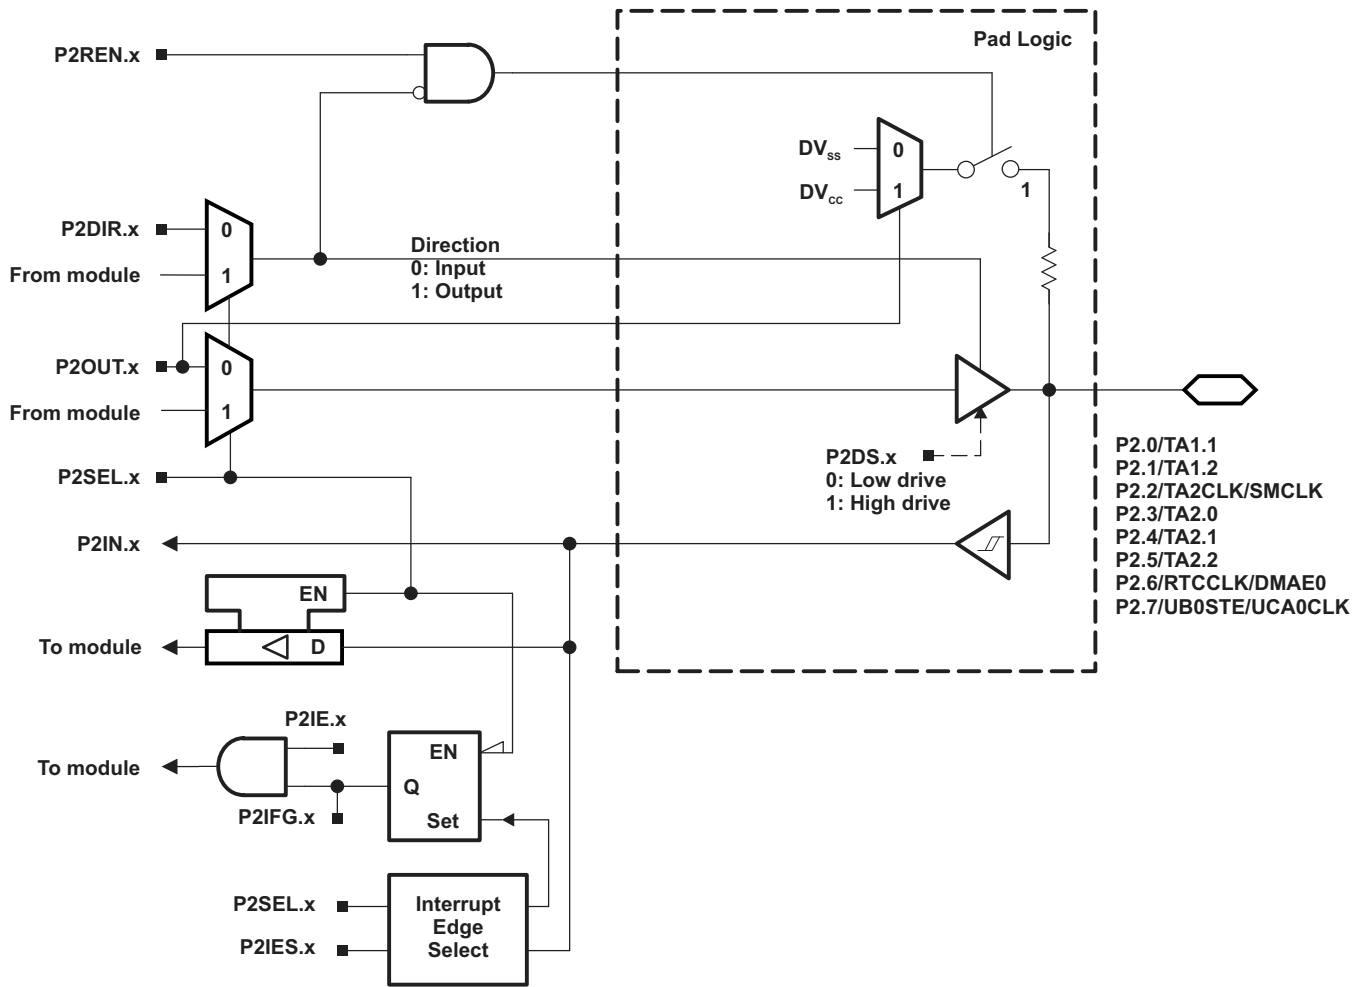 Pad Logic
P2REN.x
DVSS
0
DVCC
1
1
P2DIR.x
0
From module
1
Direction
0: Input
1: Output
P2OUT.x
0
From module
1
P2SEL.x
P2DS.x
0: Low drive
1: High drive
P2.0/TA1.1
P2.1/TA1.2
P2.2/TA2CLK/SMCLK
P2.3/TA2.0
P2.4/TA2.1
P2.5/TA2.2
P2.6/RTCCLK/DMAE0
P2.7/UB0STE/UCA0CLK
P2IN.x
EN
To module
D
P2IE.x
EN
To module
Q
P2IFG.x
Set
P2SEL.x
P2IES.x
Interrupt
Edge
Select